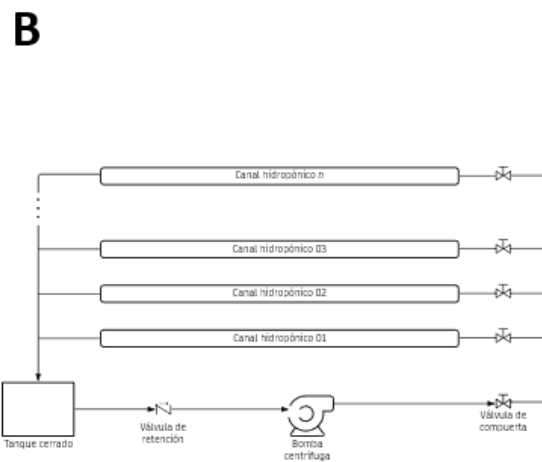 B
Canal hidropónico n
Canal hidropónico 03
Canal hidropónico 02
Canal hidropónico 01
Tanque cerrado
Válvula de
retención
Bomba
centrífuga
Válvula de
compuerta